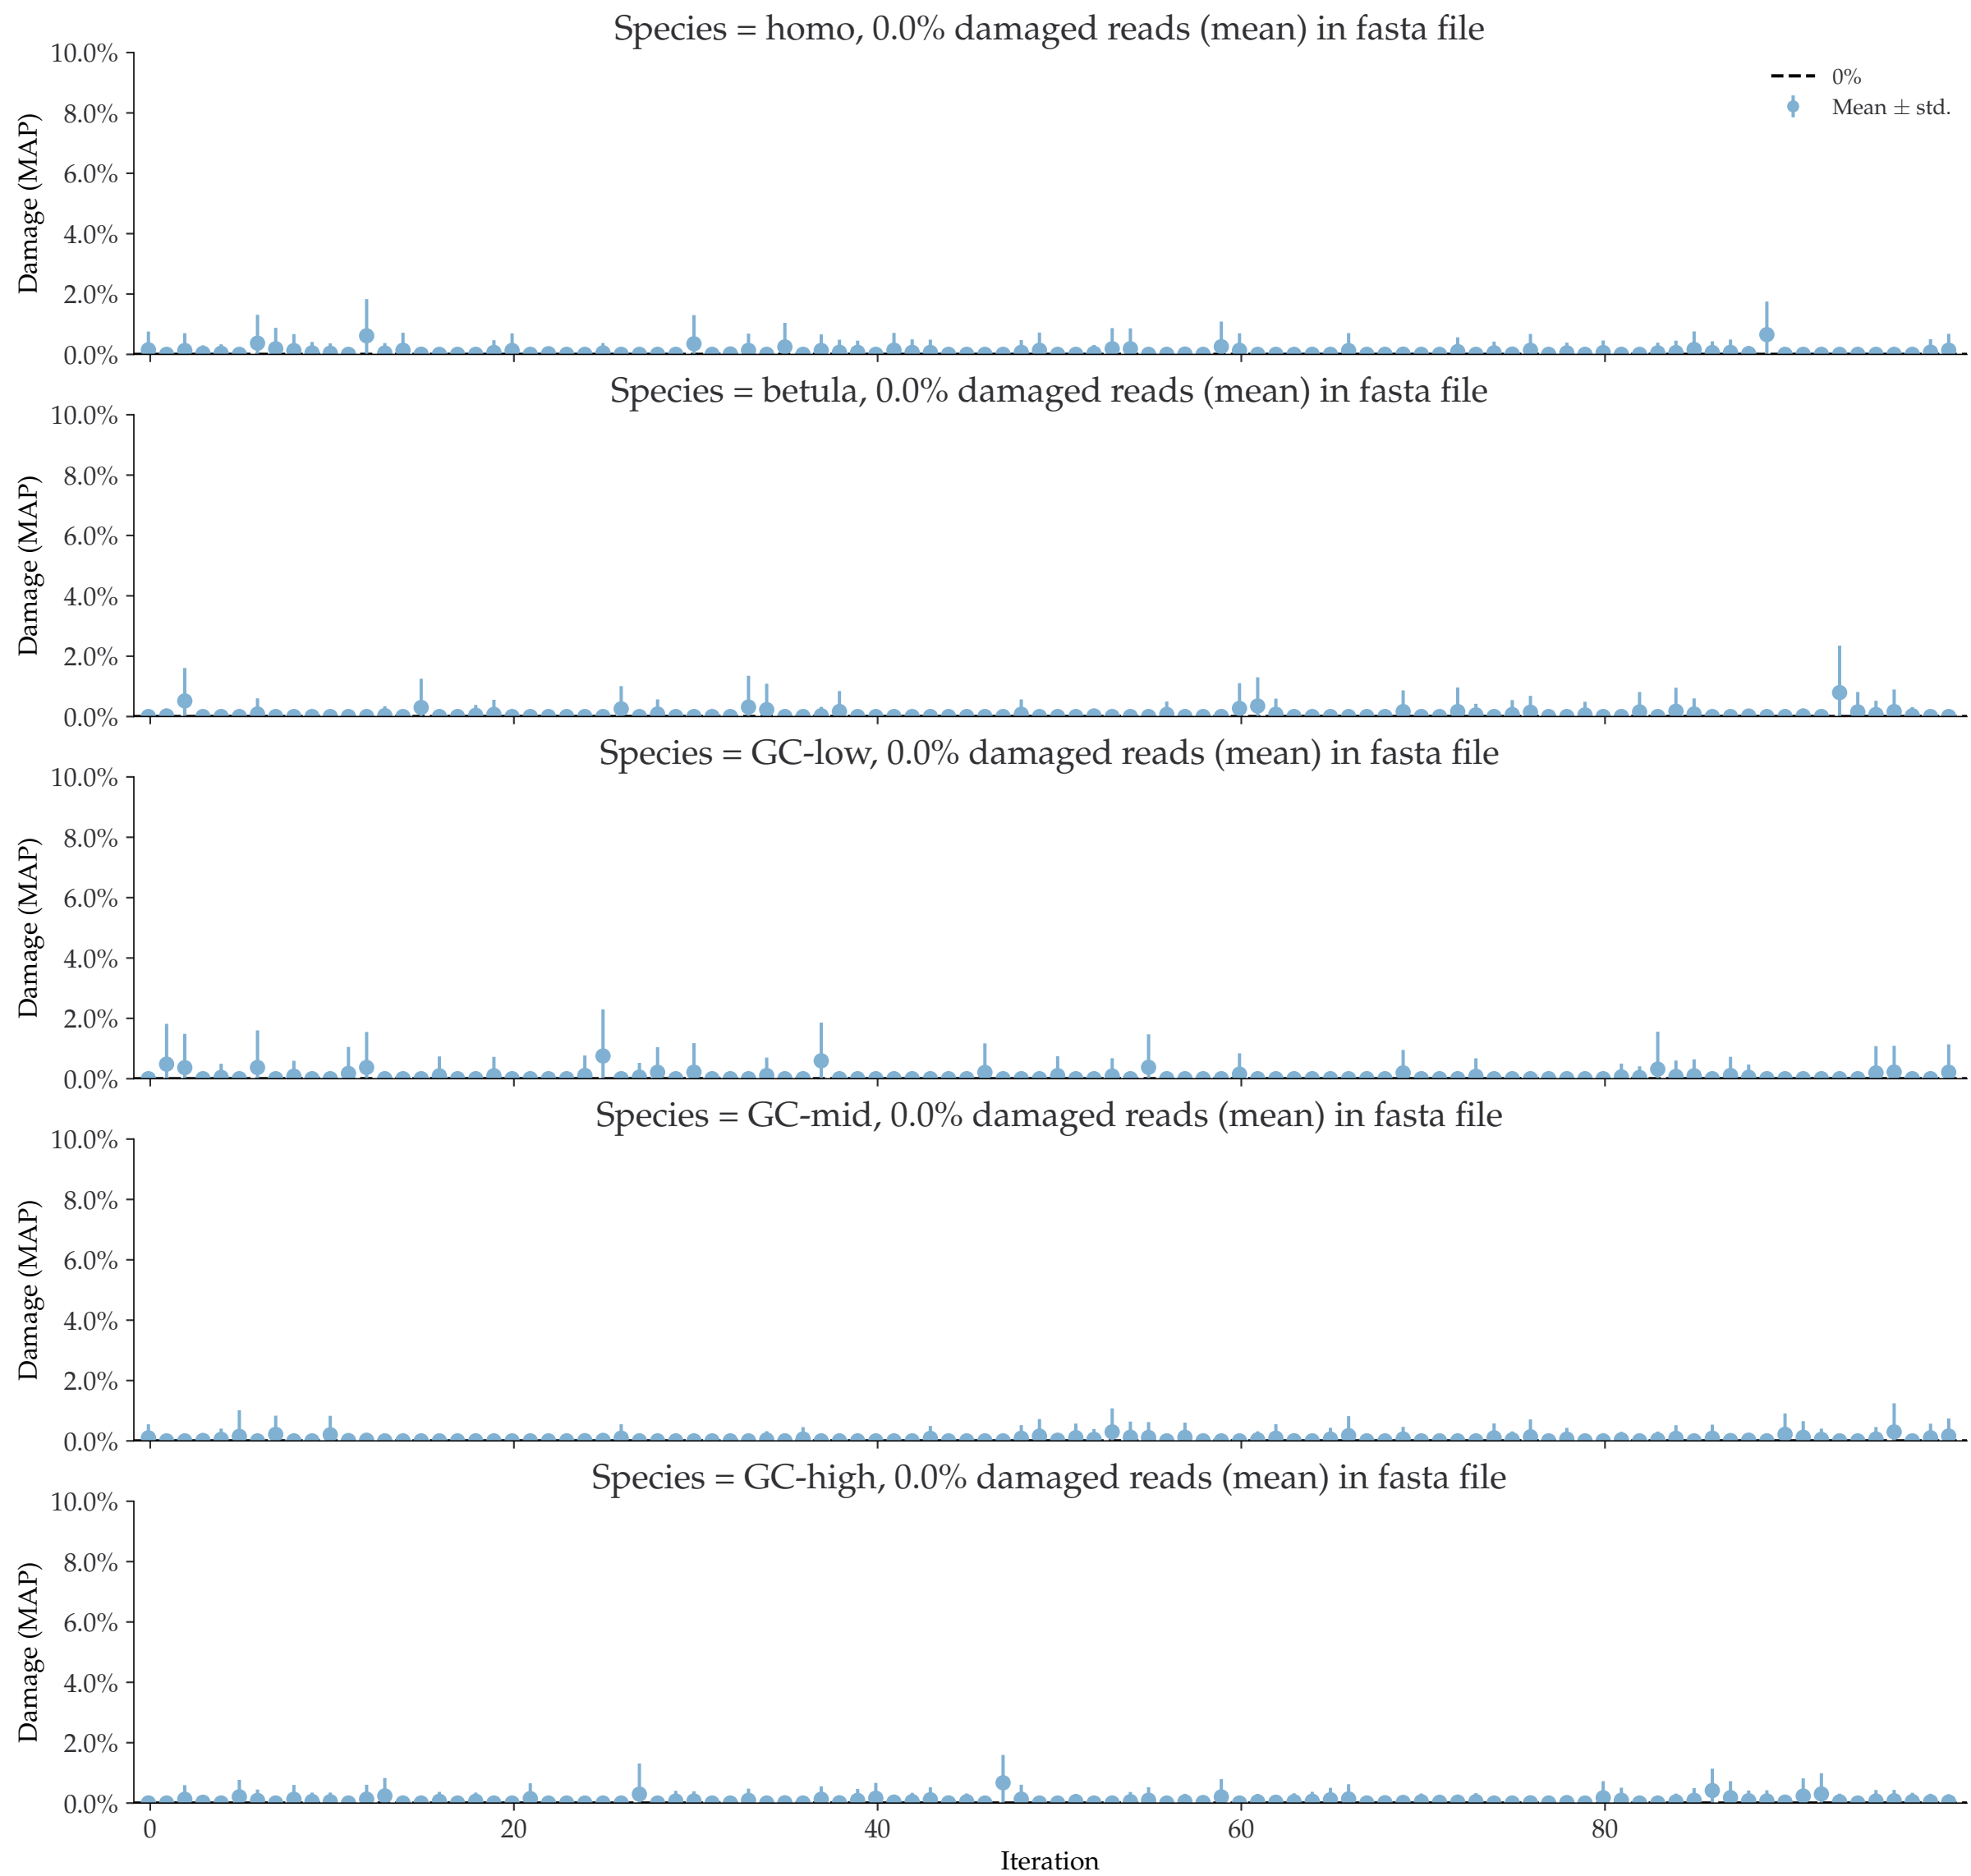 Species = homo, 0.0% damaged reads (mean) in fasta file
10.0%
8.0%
6.0%
4.0%
2.0%
0.0%
Damage (MAP)
0%
Mean ± std.
Species = betula, 0.0% damaged reads (mean) in fasta file
10.0%
8.0%
6.0%
4.0%
2.0%
0.0%
Damage (MAP)
Species = GC-low, 0.0% damaged reads (mean) in fasta file
10.0%
8.0%
6.0%
4.0%
2.0%
0.0%
Damage (MAP)
Species = GC-mid, 0.0% damaged reads (mean) in fasta file
10.0%
8.0%
6.0%
4.0%
2.0%
0.0%
Damage (MAP)
Species = GC-high, 0.0% damaged reads (mean) in fasta file
10.0%
8.0%
6.0%
4.0%
2.0%
0.0%
Damage (MAP)
0 20 40 60 80
Iteration